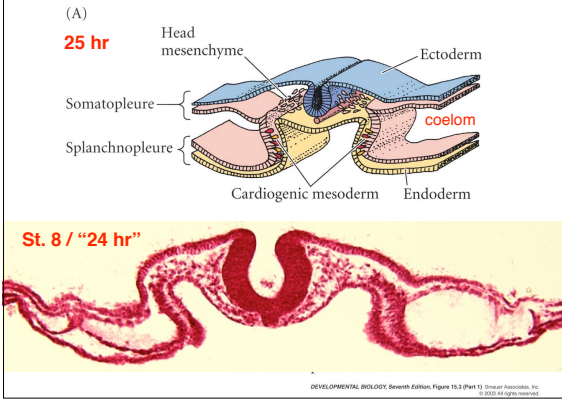 (A)
25 hr
Head
mesenchyme
Ectoderm
Somatopleure
coelom
Splanchnopleure
Cardiogenic mesoderm
Endoderm
St. 8 / “24 hr”
DEVELOPMENTAL BIOLOGY, Seventh Edition, Figure 15.3 (Part 1) Sinauer Associates, Inc.
© 2003 All rights reserved.